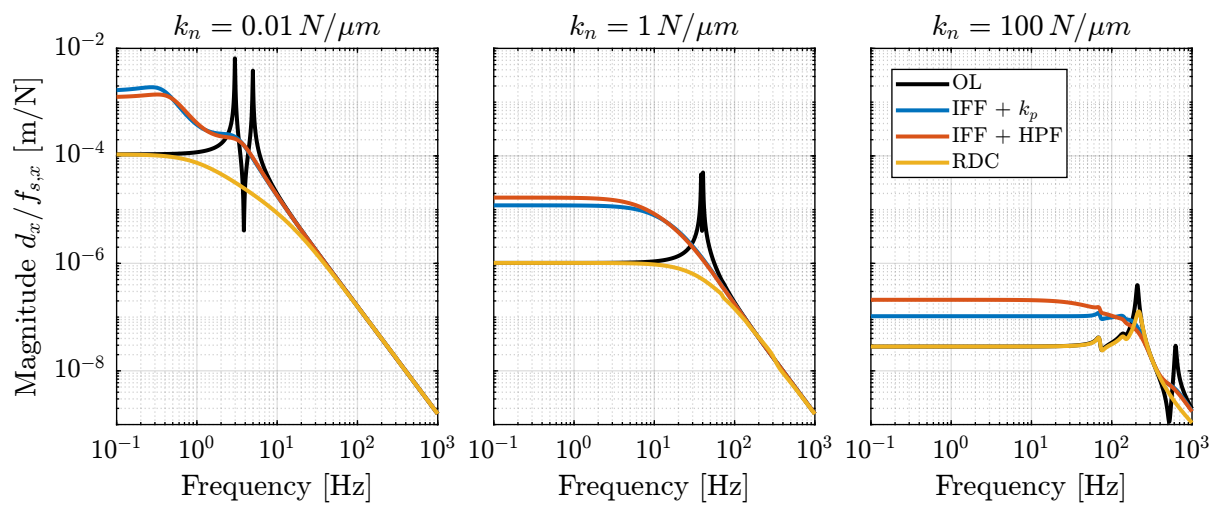 k_n = 0.01 N/μm
k_n = 1 N/μm
k_n = 100 N/μm
Magnitude d_x/f_{s,x} [m/N]
10^{-2}
10^{-4}
10^{-6}
10^{-8}
OL
IFF + k_p
IFF + HPF
RDC
10^{-1} 10^0 10^1 10^2 10^3
10^{-1} 10^0 10^1 10^2 10^3
10^{-1} 10^0 10^1 10^2 10^3
Frequency [Hz]
Frequency [Hz]
Frequency [Hz]